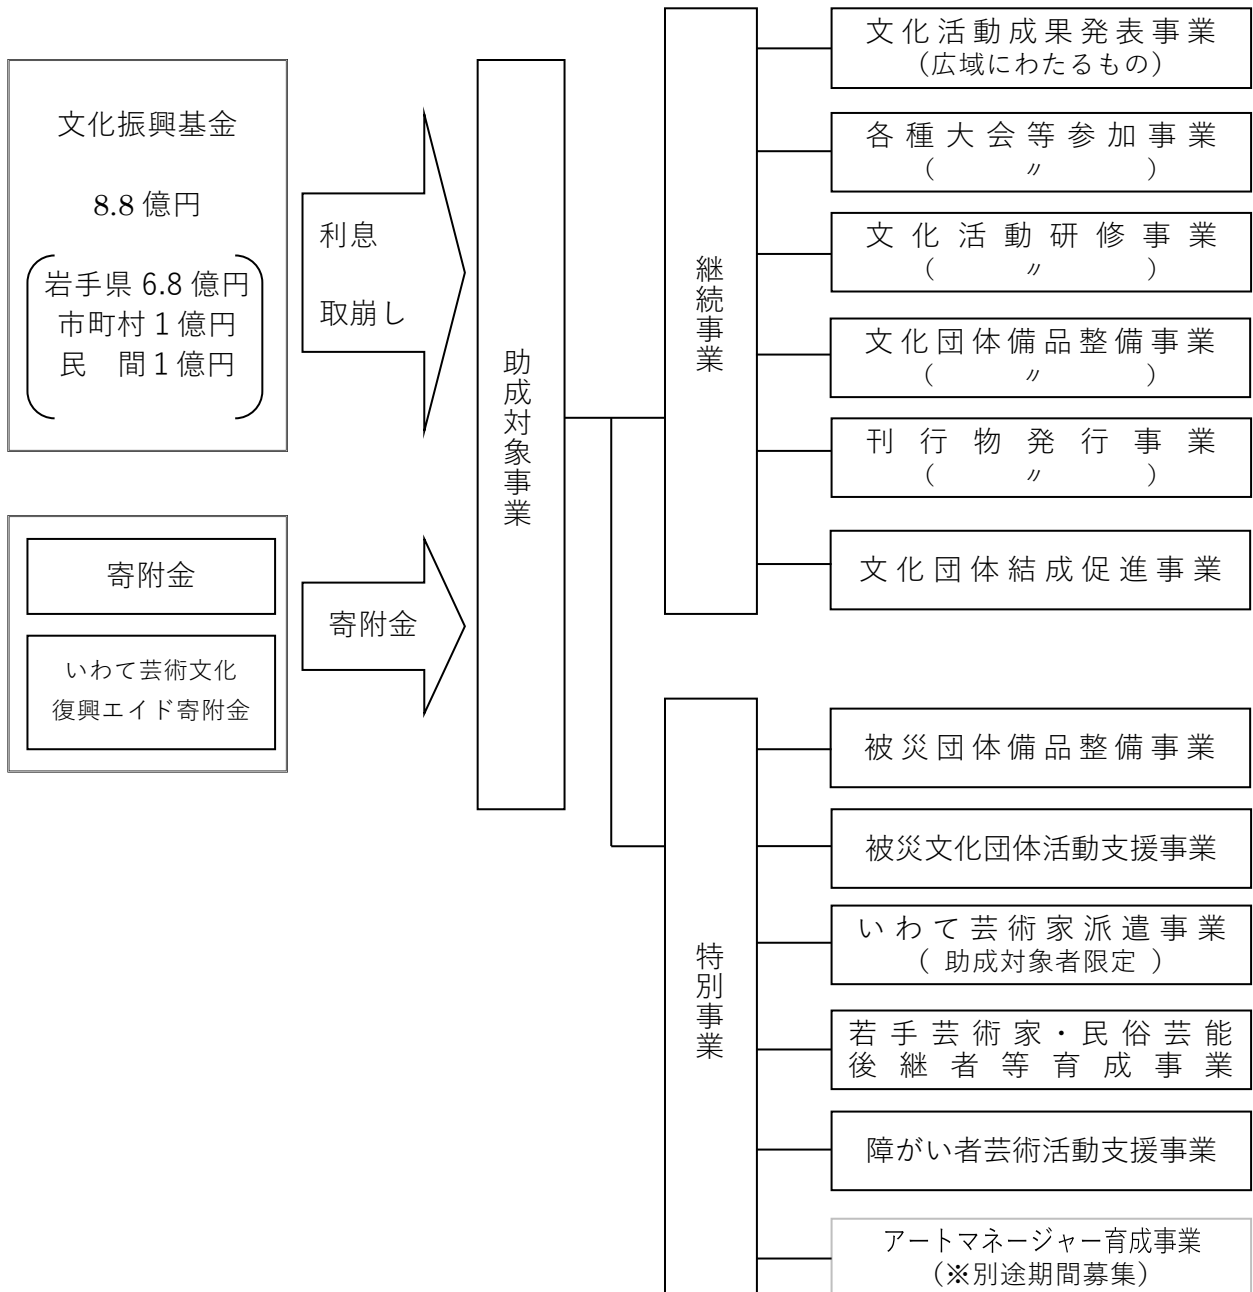 文化振興基金
8.8 億円
岩手県 6.8 億円
市町村 1 億円
民　間 1 億円
寄附金
いわて芸術文化
復興エイド寄附金
利息
取崩し
寄附金
助成対象事業
継続事業
文化活動成果発表事業
（広域にわたるもの）
各種大会等参加事業
（　〃　）
文化活動研修事業
（　〃　）
文化団体備品整備事業
（　〃　）
刊行物発行事業
（　〃　）
文化団体結成促進事業
特別事業
被災団体備品整備事業
被災文化団体活動支援事業
いわて芸術家派遣事業
（ 助成対象者限定 ）
若手芸術家・民俗芸能
後継者等育成事業
障がい者芸術活動支援事業
アートマネージャー育成事業
（※別途期間募集）